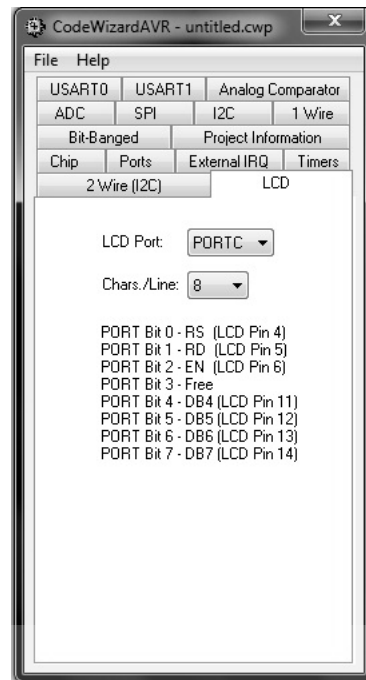 CodeWizardAVR - untitled.cwp X
File Help
USART0 USART1 Analog Comparator
ADC SPI I2C 1 Wire
Bit-Banged Project Information
Chip Ports External IRQ Timers
2 Wire (I2C) LCD
LCD Port: PORTC
Chars./Line: 8
PORT Bit 0 - RS (LCD Pin 4)
PORT Bit 1 - RD (LCD Pin 5)
PORT Bit 2 - EN (LCD Pin 6)
PORT Bit 3 - Free
PORT Bit 4 - DB4 (LCD Pin 11)
PORT Bit 5 - DB5 (LCD Pin 12)
PORT Bit 6 - DB6 (LCD Pin 13)
PORT Bit 7 - DB7 (LCD Pin 14)